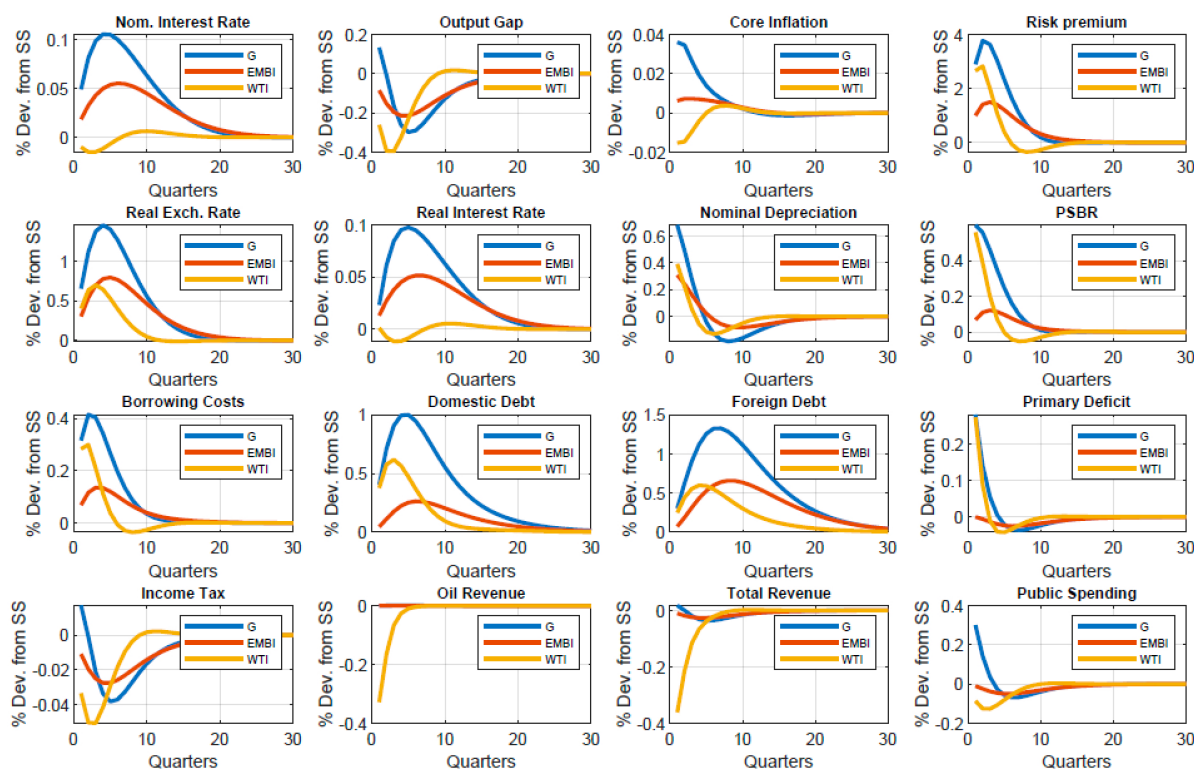 Nom. Interest Rate
% Dev. from SS
0.1
0.05
0
G
EMBI
WTI
0 10 20 30
Quarters
Output Gap
% Dev. from SS
0.2
0
-0.2
-0.4
G
EMBI
WTI
0 10 20 30
Quarters
Core Inflation
% Dev. from SS
0.04
0.02
0
-0.02
G
EMBI
WTI
0 10 20 30
Quarters
Risk premium
% Dev. from SS
4
2
0
G
EMBI
WTI
0 10 20 30
Quarters
Real Exch. Rate
% Dev. from SS
1
0.5
0
G
EMBI
WTI
0 10 20 30
Quarters
Real Interest Rate
% Dev. from SS
0.1
0.05
0
G
EMBI
WTI
0 10 20 30
Quarters
Nominal Depreciation
% Dev. from SS
0.6
0.4
0.2
0
G
EMBI
WTI
0 10 20 30
Quarters
PSBR
% Dev. from SS
0.4
0.2
0
G
EMBI
WTI
0 10 20 30
Quarters
Borrowing Costs
% Dev. from SS
0.4
0.2
0
G
EMBI
WTI
0 10 20 30
Quarters
Domestic Debt
% Dev. from SS
1
0.5
0
G
EMBI
WTI
0 10 20 30
Quarters
Foreign Debt
% Dev. from SS
1.5
1
0.5
0
G
EMBI
WTI
0 10 20 30
Quarters
Primary Deficit
% Dev. from SS
0.2
0.1
0
G
EMBI
WTI
0 10 20 30
Quarters
Income Tax
% Dev. from SS
0
-0.02
-0.04
G
EMBI
WTI
0 10 20 30
Quarters
Oil Revenue
% Dev. from SS
0
-0.2
-0.4
G
EMBI
WTI
0 10 20 30
Quarters
Total Revenue
% Dev. from SS
0
-0.2
-0.4
G
EMBI
WTI
0 10 20 30
Quarters
Public Spending
% Dev. from SS
0.4
0.2
0
-0.2
G
EMBI
WTI
0 10 20 30
Quarters